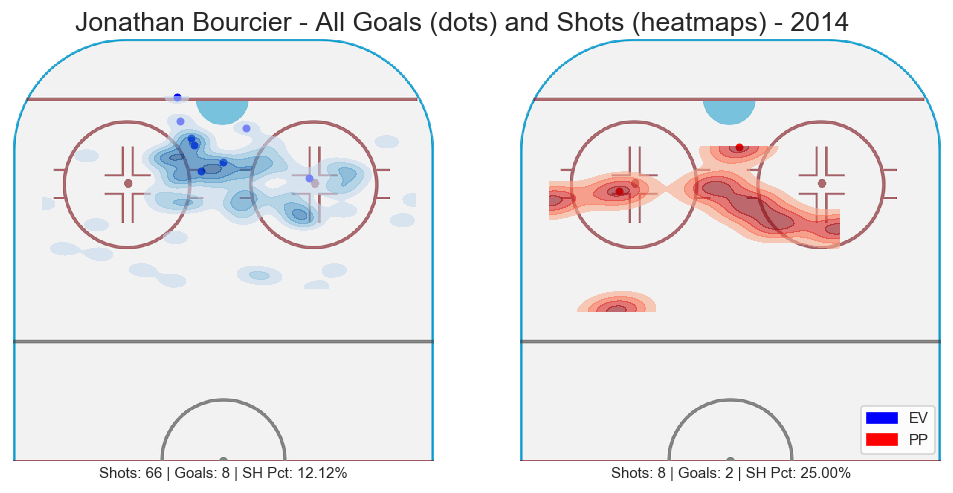 Jonathan Bourcier - All Goals (dots) and Shots (heatmaps) - 2014
EV
PP
Shots: 66 | Goals: 8 | SH Pct: 12.12%
Shots: 8 | Goals: 2 | SH Pct: 25.00%